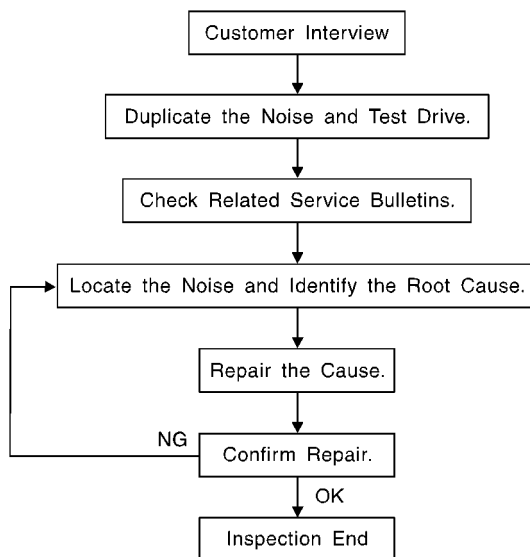 Customer Interview
Duplicate the Noise and Test Drive.
Check Related Service Bulletins.
Locate the Noise and Identify the Root Cause.
Repair the Cause.
NG
Confirm Repair.
OK
Inspection End